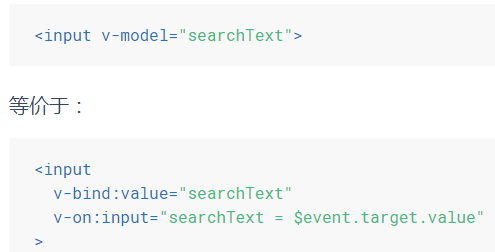 <input v-model="searchText">
等价于：
<input
v-bind:value="searchText"
v-on:input="searchText = $event.target.value"
>